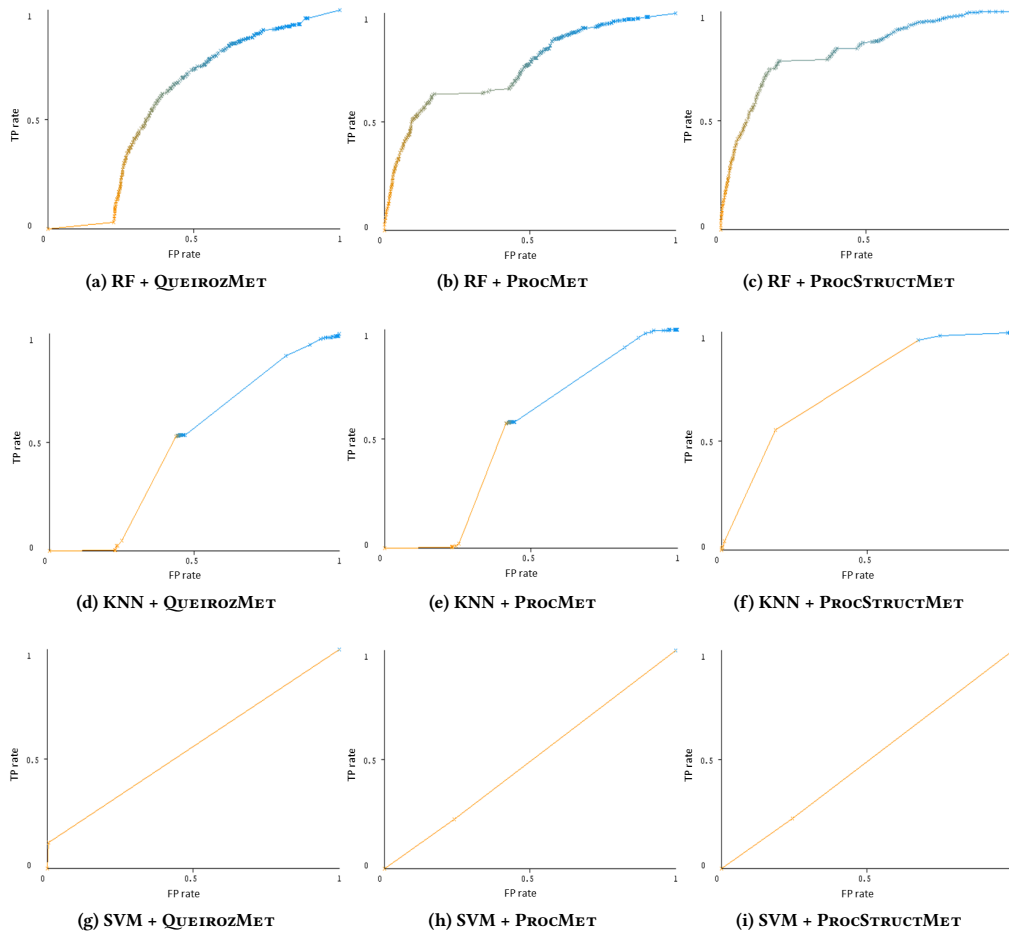 1
TP rate
0.5
0
0
0.5
1
FP rate
(a) RF + QUEIROZMET
1
TP rate
0.5
0
0
0.5
1
FP rate
(b) RF + PROCMET
1
TP rate
0.5
0
0
0.5
1
FP rate
(c) RF + PROCSTRUCTMET
1
TP rate
0.5
0
0
0.5
1
FP rate
(d) KNN + QUEIROZMET
1
TP rate
0.5
0
0
0.5
1
FP rate
(e) KNN + PROCMET
1
TP rate
0.5
0
0
0.5
FP rate
(f) KNN + PROCSTRUCTMET
1
TP rate
0.5
0
0
0.5
1
FP rate
(g) SVM + QUEIROZMET
1
TP rate
0.5
0
0
0.5
1
FP rate
(h) SVM + PROCMET
1
TP rate
0.5
0
0
0.5
1
FP rate
(i) SVM + PROCSTRUCTMET